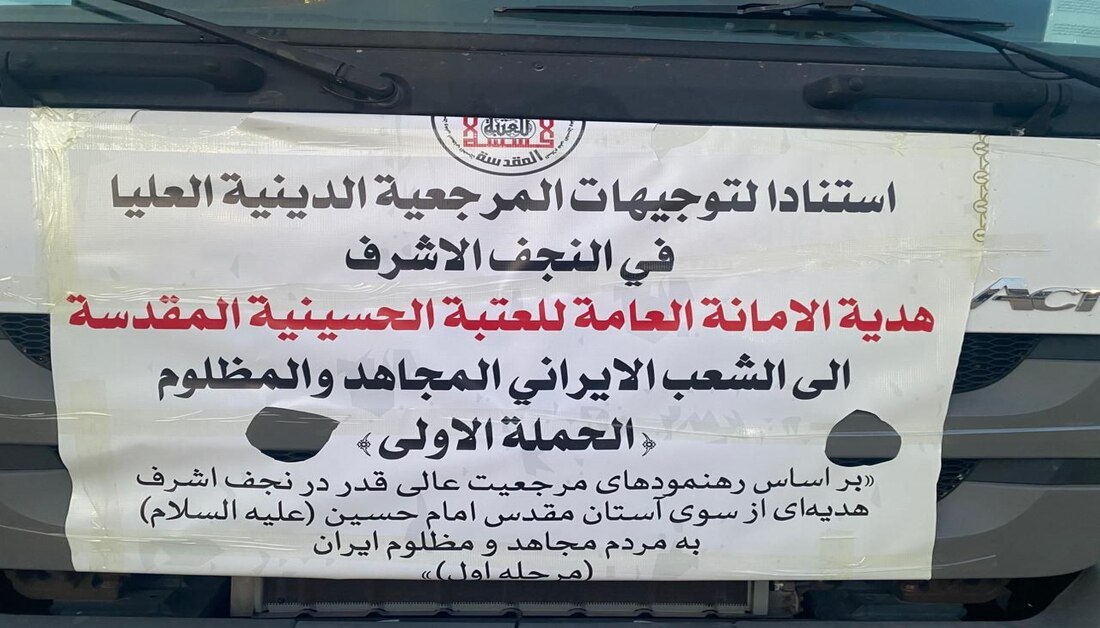 للعتبة
المقدسة
استنادا لتوجيهات المرجعية الدينية العليا
في النجف الاشرف
هدية الامانة العامة للعتبة الحسينية المقدسة
الى الشعب الايراني المجاهد والمظلوم
﴿الحملة الاولى﴾
«بر اساس رهنمودهای مرجعیت عالی قدر در نجف اشرف
هدیه‌ای از سوی آستان مقدس امام حسین (علیه السلام)
به مردم مجاهد و مظلوم ایران
(مرحله اول)»